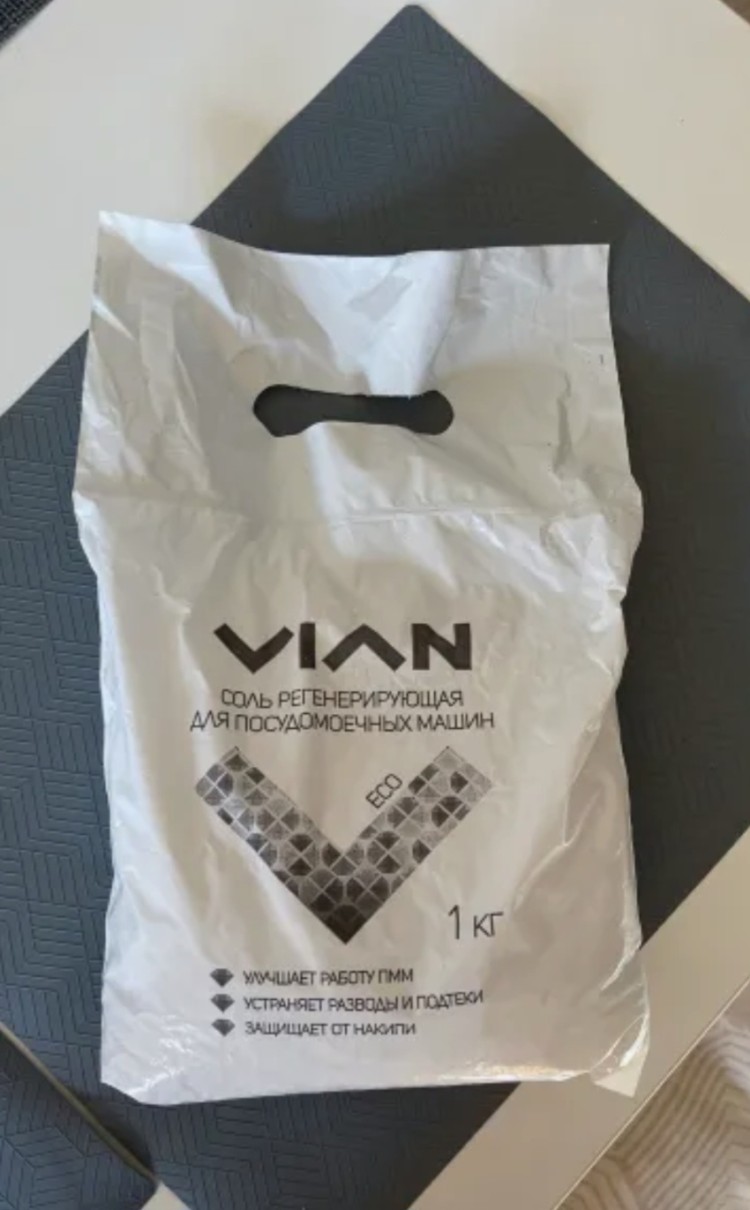 VIAN
СОЛЬ РЕГЕНЕРИРУЮЩАЯ
ДЛЯ ПОСУДОМОЕЧНЫХ МАШИН
ECO
1 КГ
УЛУЧШАЕТ РАБОТУ ПММ
УСТРАНЯЕТ РАЗВОДЫ И ПОДТЕКИ
ЗАЩИЩАЕТ ОТ НАКИПИ